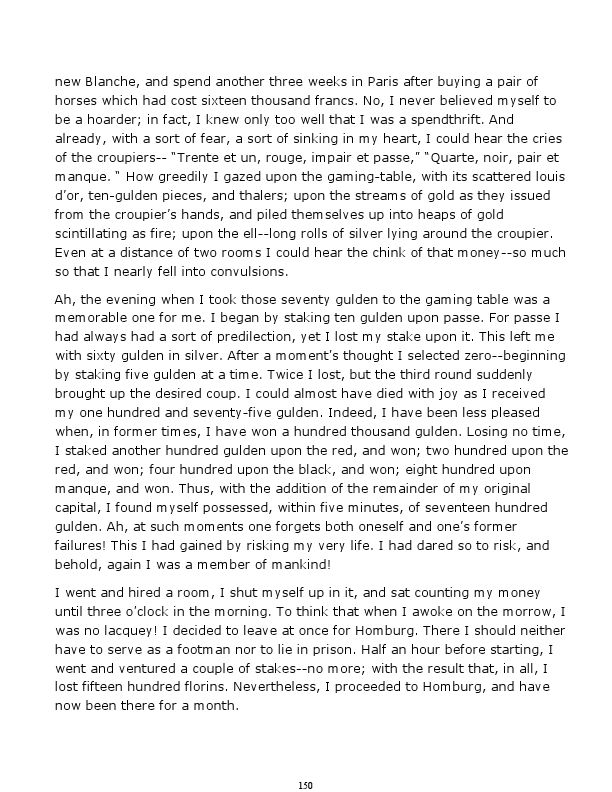 new Blanche, and spend another three weeks in Paris after buying a pair of
horses which had cost sixteen thousand francs. No, I never believed myself to
be a hoarder; in fact, I knew only too well that I was a spendthrift. And
already, with a sort of fear, a sort of sinking in my heart, I could hear the cries
of the croupiers-- “Trente et un, rouge, impair et passe,” “Quarte, noir, pair et
manque. “ How greedily I gazed upon the gaming-table, with its scattered louis
d’or, ten-gulden pieces, and thalers; upon the streams of gold as they issued
from the croupier’s hands, and piled themselves up into heaps of gold
scintillating as fire; upon the ell--long rolls of silver lying around the croupier.
Even at a distance of two rooms I could hear the chink of that money--so much
so that I nearly fell into convulsions.
Ah, the evening when I took those seventy gulden to the gaming table was a
memorable one for me. I began by staking ten gulden upon passe. For passe I
had always had a sort of predilection, yet I lost my stake upon it. This left me
with sixty gulden in silver. After a moment’s thought I selected zero--beginning
by staking five gulden at a time. Twice I lost, but the third round suddenly
brought up the desired coup. I could almost have died with joy as I received
my one hundred and seventy-five gulden. Indeed, I have been less pleased
when, in former times, I have won a hundred thousand gulden. Losing no time,
I staked another hundred gulden upon the red, and won; two hundred upon the
red, and won; four hundred upon the black, and won; eight hundred upon
manque, and won. Thus, with the addition of the remainder of my original
capital, I found myself possessed, within five minutes, of seventeen hundred
gulden. Ah, at such moments one forgets both oneself and one’s former
failures! This I had gained by risking my very life. I had dared so to risk, and
behold, again I was a member of mankind!
I went and hired a room, I shut myself up in it, and sat counting my money
until three o’clock in the morning. To think that when I awoke on the morrow, I
was no lacquey! I decided to leave at once for Homburg. There I should neither
have to serve as a footman nor to lie in prison. Half an hour before starting, I
went and ventured a couple of stakes--no more; with the result that, in all, I
lost fifteen hundred florins. Nevertheless, I proceeded to Homburg, and have
now been there for a month.
150